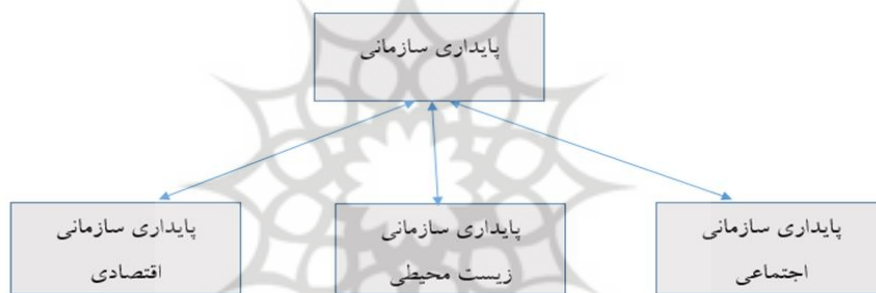 پایداری سازمانی
پایداری سازمانی
اجتماعی
پایداری سازمانی
زیست محیطی
پایداری سازمانی
اقتصادی